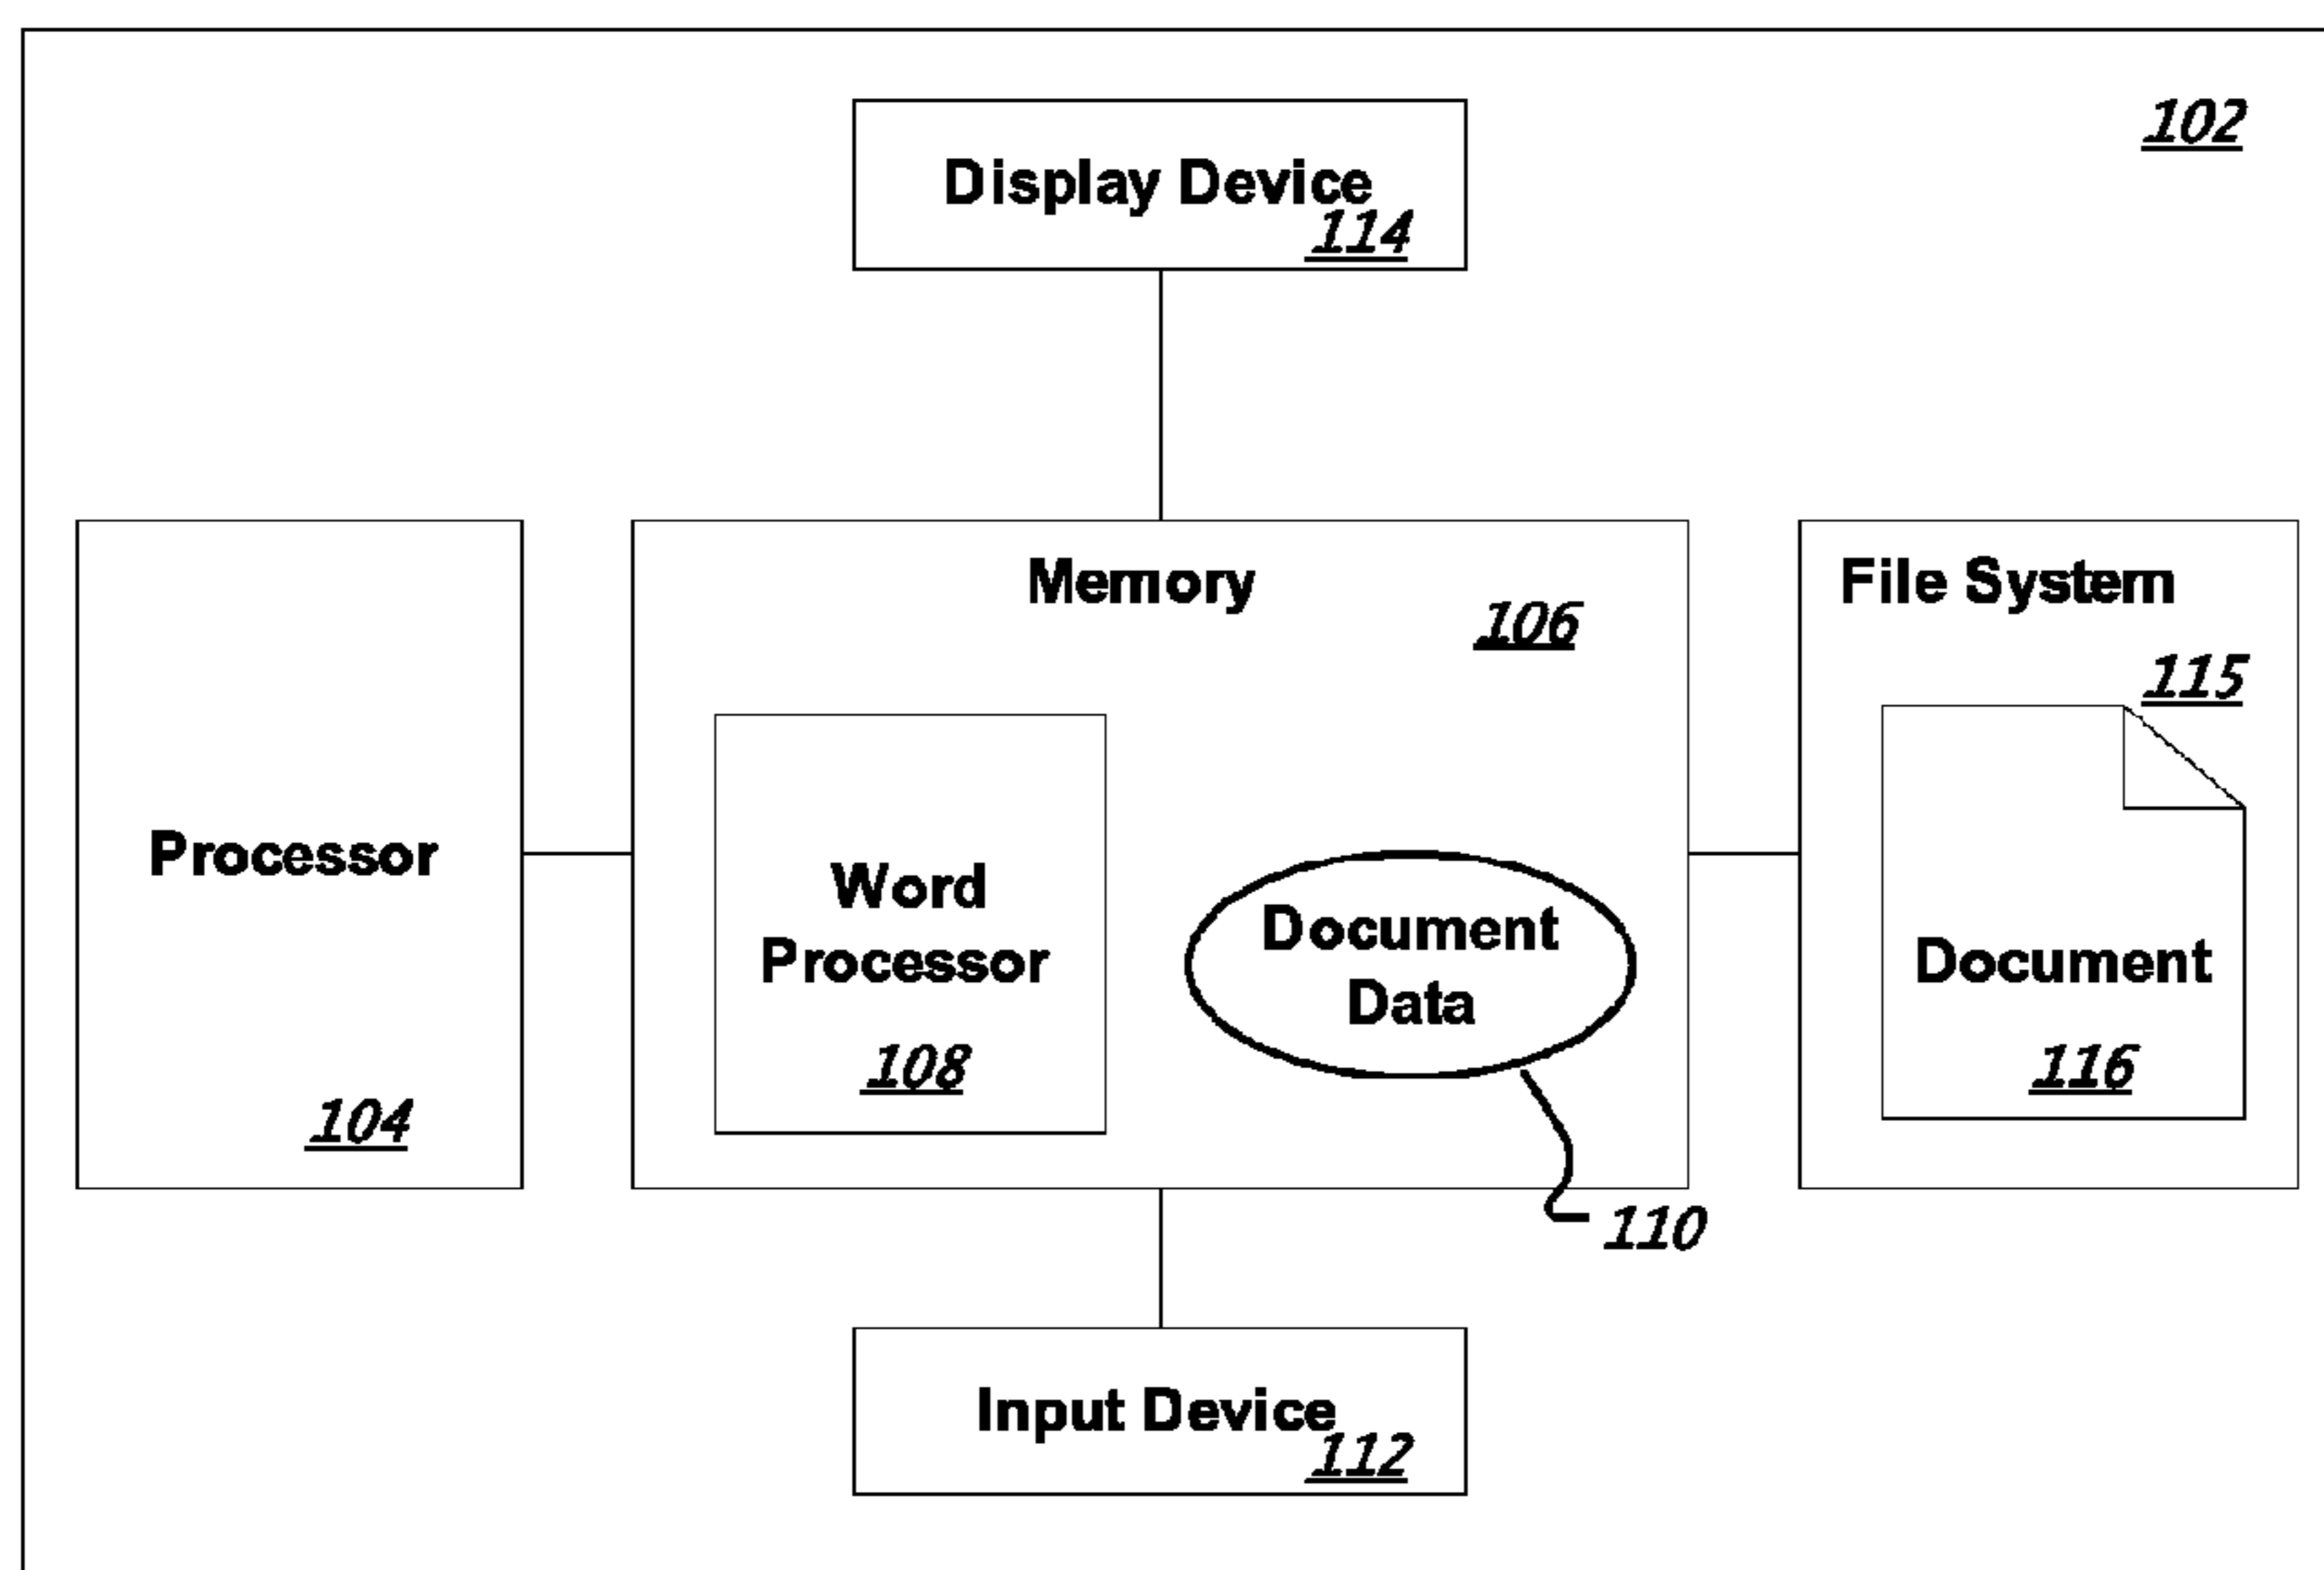 102
Display Device
114
Memory
106
File System
115
Processor
104
Word
Processor
108
Document
Data
110
Document
116
Input Device
112